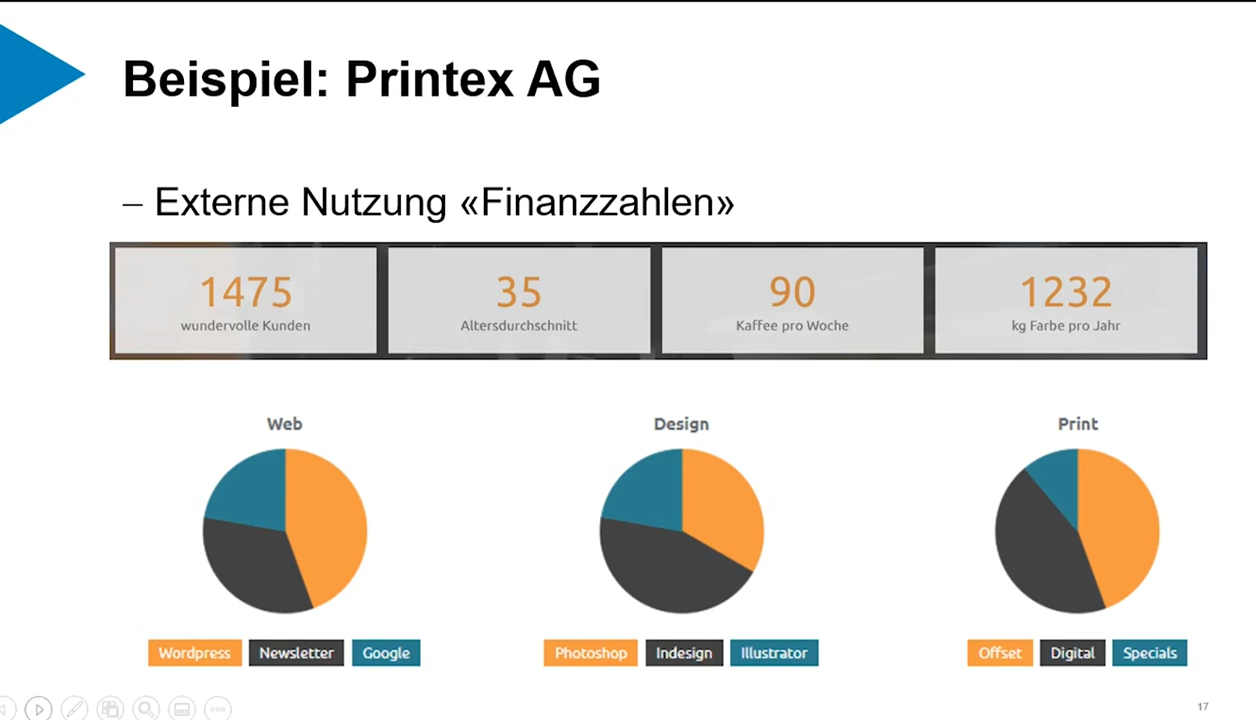 Beispiel: Printex AG
– Externe Nutzung «Finanzzahlen»
1475
wundervolle Kunden
35
Altersdurchschnitt
90
Kaffee pro Woche
1232
kg Farbe pro Jahr
Web
Design
Print
Wordpress Newsletter Google
Photoshop Indesign Illustrator
Offset Digital Specials
17